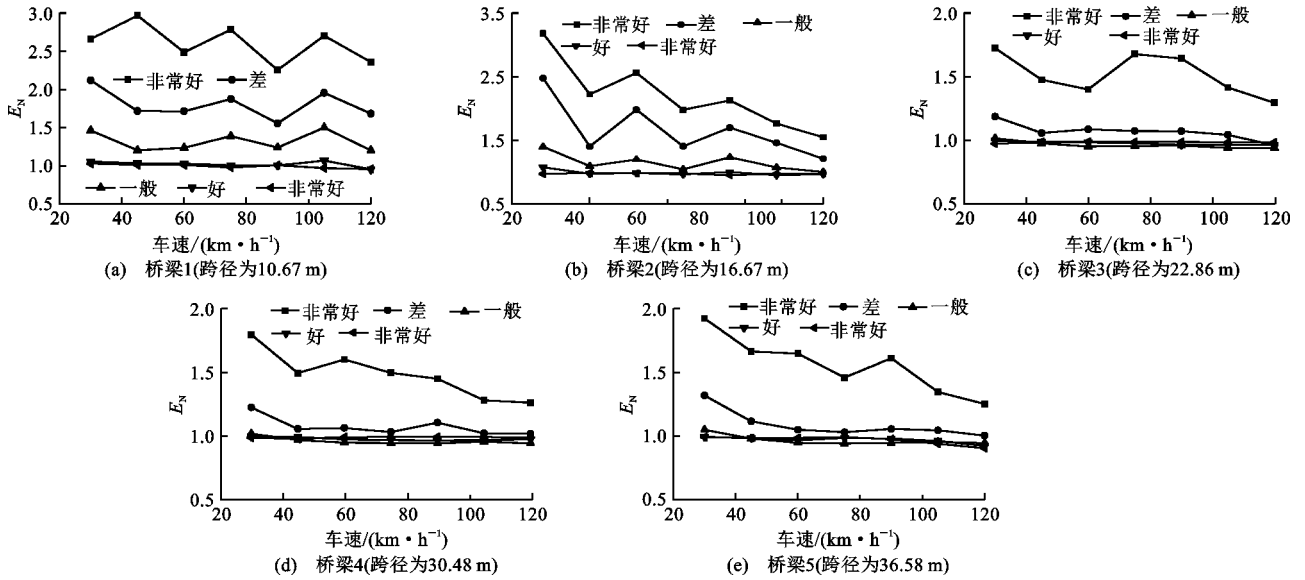 3.0
2.5
2.0
1.5
1.0
0.5
E_N
非常好 差
一般 好 非常好
20 40 60 80 100 120
车速/(km·h⁻¹)
(a) 桥梁1(跨径为10.67 m)
3.5
2.5
1.5
0.5
E_N
非常好 差 一般
好 非常好
20 40 60 80 100 120
车速/(km·h⁻¹)
(b) 桥梁2(跨径为16.67 m)
2.0
1.5
1.0
0.5
E_N
非常好 差 一般
好 非常好
20 40 60 80 100 120
车速/(km·h⁻¹)
(c) 桥梁3(跨径为22.86 m)
2.0
1.5
1.0
0.5
E_N
非常好 差 一般
好 非常好
20 40 60 80 100 120
车速/(km·h⁻¹)
(d) 桥梁4(跨径为30.48 m)
2.0
1.5
1.0
0.5
E_N
非常好 差 一般
好 非常好
20 40 60 80 100 120
车速/(km·h⁻¹)
(e) 桥梁5(跨径为36.58 m)